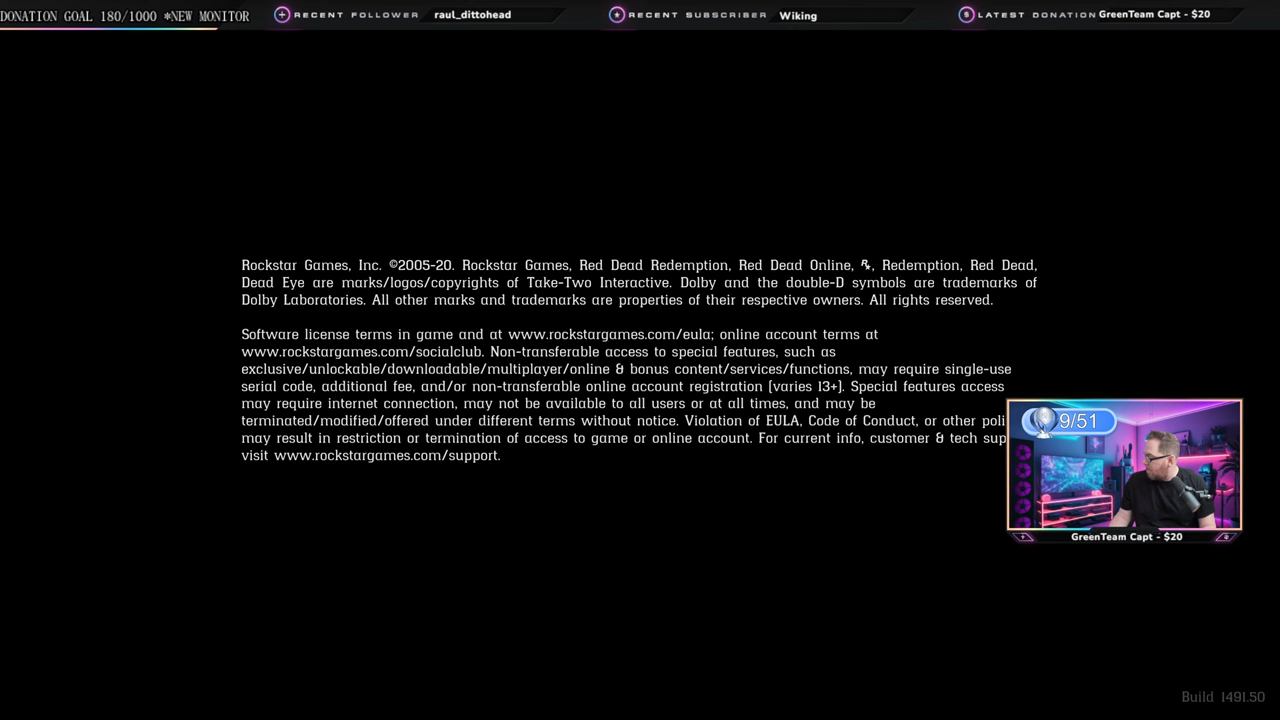 DONATION GOAL 180/1000 *NEW MONITOR
RECENT FOLLOWER raul_dittohead
RECENT SUBSCRIBER Wiking
LATEST DONATION GreenTeam Capt - $20
Rockstar Games, Inc. ©2005-20. Rockstar Games, Red Dead Redemption, Red Dead Online, , Redemption, Red Dead,
Dead Eye are marks/logos/copyrights of Take-Two Interactive. Dolby and the double-D symbols are trademarks of
Dolby Laboratories. All other marks and trademarks are properties of their respective owners. All rights reserved.
Software license terms in game and at www.rockstargames.com/eula; online account terms at
www.rockstargames.com/socialclub. Non-transferable access to special features, such as
exclusive/unlockable/downloadable/multiplayer/online & bonus content/services/functions, may require single-use
serial code, additional fee, and/or non-transferable online account registration (varies 13+). Special features access
may require internet connection, may not be available to all users or at all times, and may be
terminated/modified/offered under different terms without notice. Violation of EULA, Code of Conduct, or other poli
may result in restriction or termination of access to game or online account. For current info, customer & tech sup
visit www.rockstargames.com/support.
9/51
GreenTeam Capt - $20
Build 1491.50